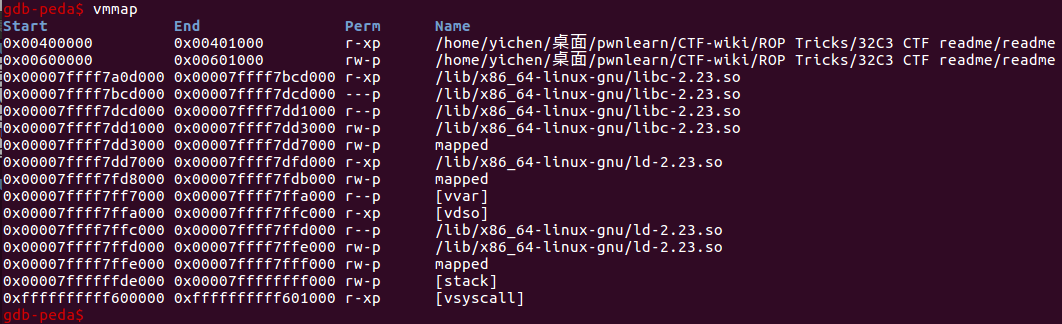 gdb-peda$ vmmap
Start End Perm Name
0x00400000 0x00401000 r-xp /home/yichen/桌面/pwnlearn/CTF-wiki/ROP Tricks/32C3 CTF readme/readme
0x00600000 0x00601000 rw-p /home/yichen/桌面/pwnlearn/CTF-wiki/ROP Tricks/32C3 CTF readme/readme
0x00007ffff7a0d000 0x00007ffff7bcd000 r-xp /lib/x86_64-linux-gnu/libc-2.23.so
0x00007ffff7bcd000 0x00007ffff7dcd000 ---p /lib/x86_64-linux-gnu/libc-2.23.so
0x00007ffff7dcd000 0x00007ffff7dd1000 r--p /lib/x86_64-linux-gnu/libc-2.23.so
0x00007ffff7dd1000 0x00007ffff7dd3000 rw-p /lib/x86_64-linux-gnu/libc-2.23.so
0x00007ffff7dd3000 0x00007ffff7dd7000 rw-p mapped
0x00007ffff7dd7000 0x00007ffff7dfd000 r-xp /lib/x86_64-linux-gnu/ld-2.23.so
0x00007ffff7fd8000 0x00007ffff7fdb000 rw-p mapped
0x00007ffff7ff7000 0x00007ffff7ffa000 r--p [vvar]
0x00007ffff7ffa000 0x00007ffff7ffc000 r-xp [vdso]
0x00007ffff7ffc000 0x00007ffff7ffd000 r--p /lib/x86_64-linux-gnu/ld-2.23.so
0x00007ffff7ffd000 0x00007ffff7ffe000 rw-p /lib/x86_64-linux-gnu/ld-2.23.so
0x00007ffff7ffe000 0x00007ffff7fff000 rw-p mapped
0x00007ffffffde000 0x00007ffffffff000 rw-p [stack]
0xffffffffff600000 0xffffffffff601000 r-xp [vsyscall]
gdb-peda$